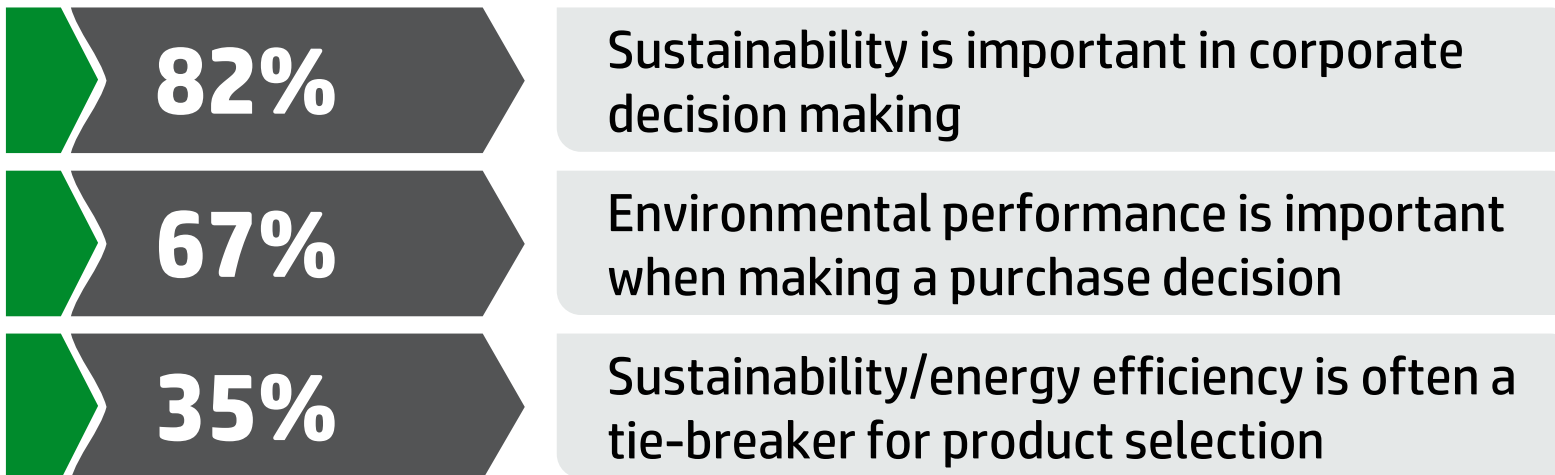 82%
Sustainability is important in corporate
decision making
67%
Environmental performance is important
when making a purchase decision
35%
Sustainability/energy efficiency is often a
tie-breaker for product selection